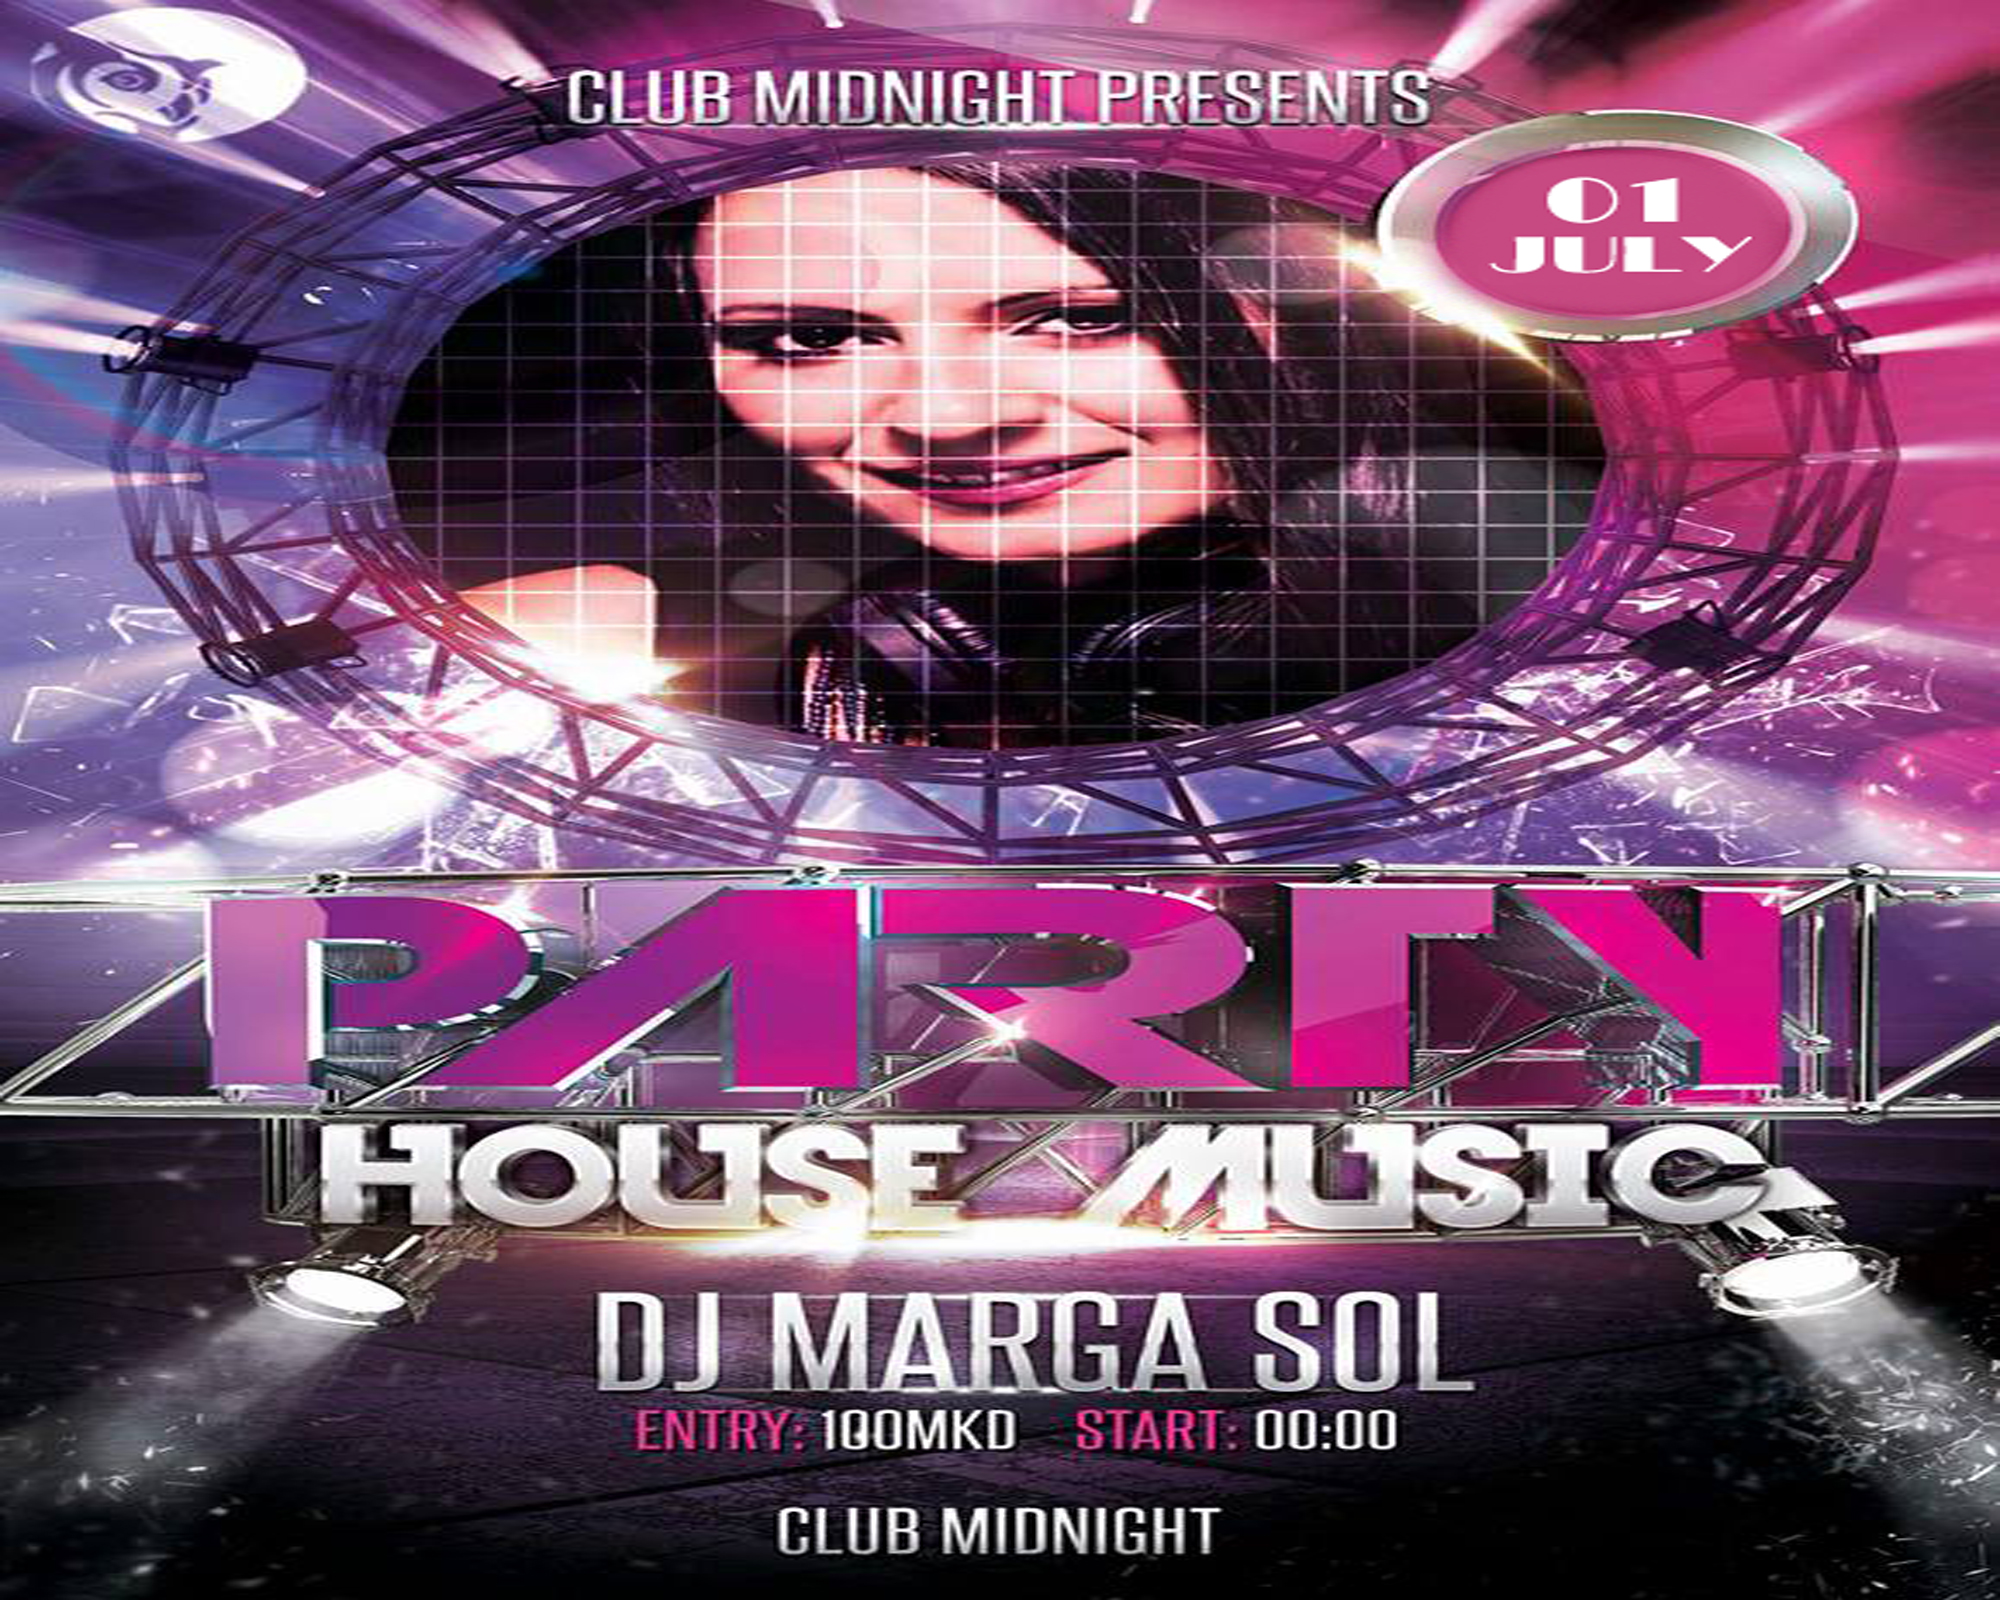 CLUB MIDNIGHT PRESENTS
01
JULY
PARTY
HOUSE MUSIC
DJ MARGA SOL
ENTRY: 100MKD START: 00:00
CLUB MIDNIGHT